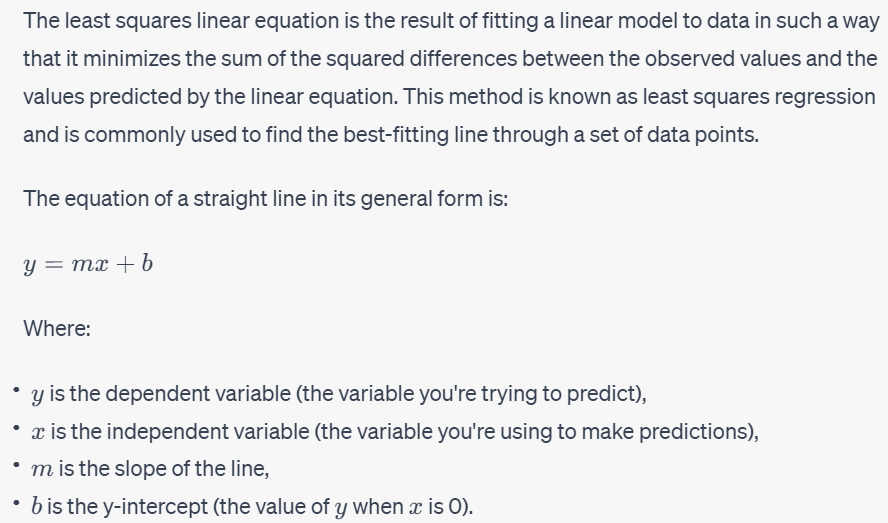 The least squares linear equation is the result of fitting a linear model to data in such a way
that it minimizes the sum of the squared differences between the observed values and the
values predicted by the linear equation. This method is known as least squares regression
and is commonly used to find the best-fitting line through a set of data points.
The equation of a straight line in its general form is:
y = mx + b
Where:
• y is the dependent variable (the variable you're trying to predict),
• x is the independent variable (the variable you're using to make predictions),
• m is the slope of the line,
• b is the y-intercept (the value of y when x is 0).